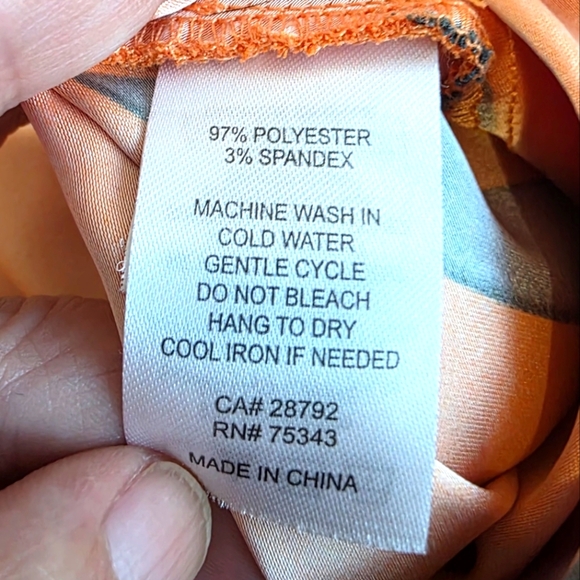 97% POLYESTER
3% SPANDEX
MACHINE WASH IN
COLD WATER
GENTLE CYCLE
DO NOT BLEACH
HANG TO DRY
COOL IRON IF NEEDED
CA# 28792
RN# 75343
MADE IN CHINA